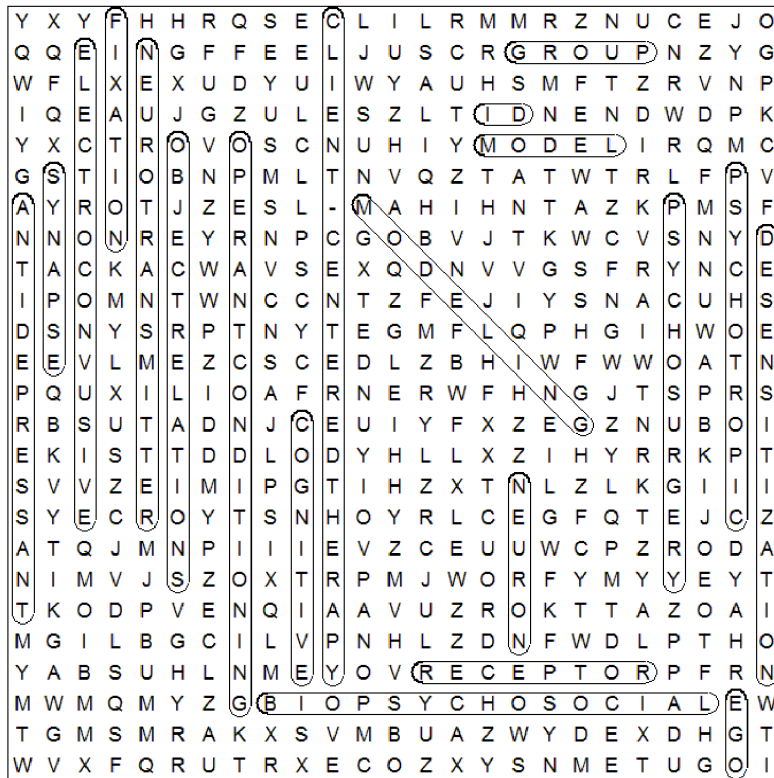 Y X Y F H H R Q S E C L I L R M M R Z N U C E J O
Q Q E I N G F F E E L J U S C R G R O U P N Z Y G
W F L X E X U D Y U I W Y A U H S M F T Z R V N P
I Q E A U J G Z U L E S Z L T I D N E N D W D P K
Y X C T R O V O S C N U H I Y M O D E L I R Q M C
G S T I O B N P M L T N V Q Z T A T W T R L F P V
A Y R O T J Z E S L - M A H I H N T A Z K P M S F
N N O N R E Y R N P C G O B V J T K W C V S N Y D
T A C K A C W A V S E X Q D N V V G S F R Y N C E
I P O M N T W N C C N T Z F E J I Y S N A C U H S
D S N Y S R P T N Y T E G M F L Q P H G I H W O E
E E V L M E Z C S C E D L Z B H I W F W W O A T N
P Q U X I L I O A F R N E R W F H N G J T S P R S
R B S U T A D N J C E U I Y F X Z E G Z N U B O I
E K I S T T D D L O D Y H L L X Z I H Y R R K P T
S V V Z E I M I P G T I H Z X T N L Z L K G I I I
S Y E C R O Y T S N H O Y R L C E G F Q T E J C Z
A T Q J M N P I I I E V Z C E U U W C P Z R O D A
N I M V J S Z O X T R P M J W O R F Y M Y Y E Y T
T K O D P V E N Q I A A V U Z R O K T T A Z O A I
M G I L B G C I L V P N H L Z D N F W D L P T H O
Y A B S U H L N M E Y O V R E C E P T O R P F R N
M W M Q M Y Z G B I O P S Y C H O S O C I A L E W
T G M S M R A K X S V M B U A Z W Y D E X D H G T
W V X F Q R U T R X E C O Z X Y S N M E T U G O I